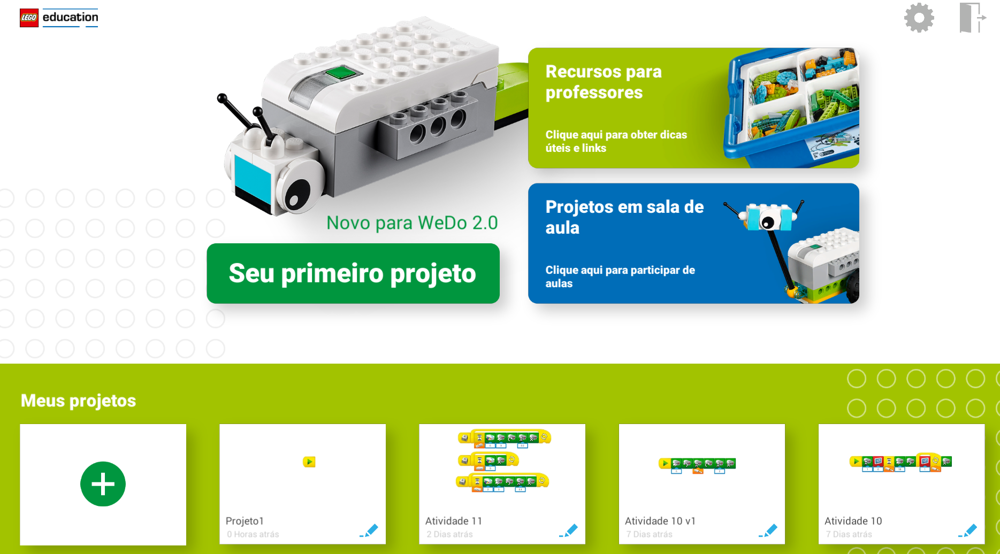 LEGO education
Recursos para
professores
Clique aqui para obter dicas
úteis e links
Novo para WeDo 2.0
Seu primeiro projeto
Projetos em sala de
aula
Clique aqui para participar de
aulas
Meus projetos
Projeto1
0 Horas atrás
Atividade 11
2 Dias atrás
Atividade 10 v1
7 Dias atrás
Atividade 10
7 Dias atrás